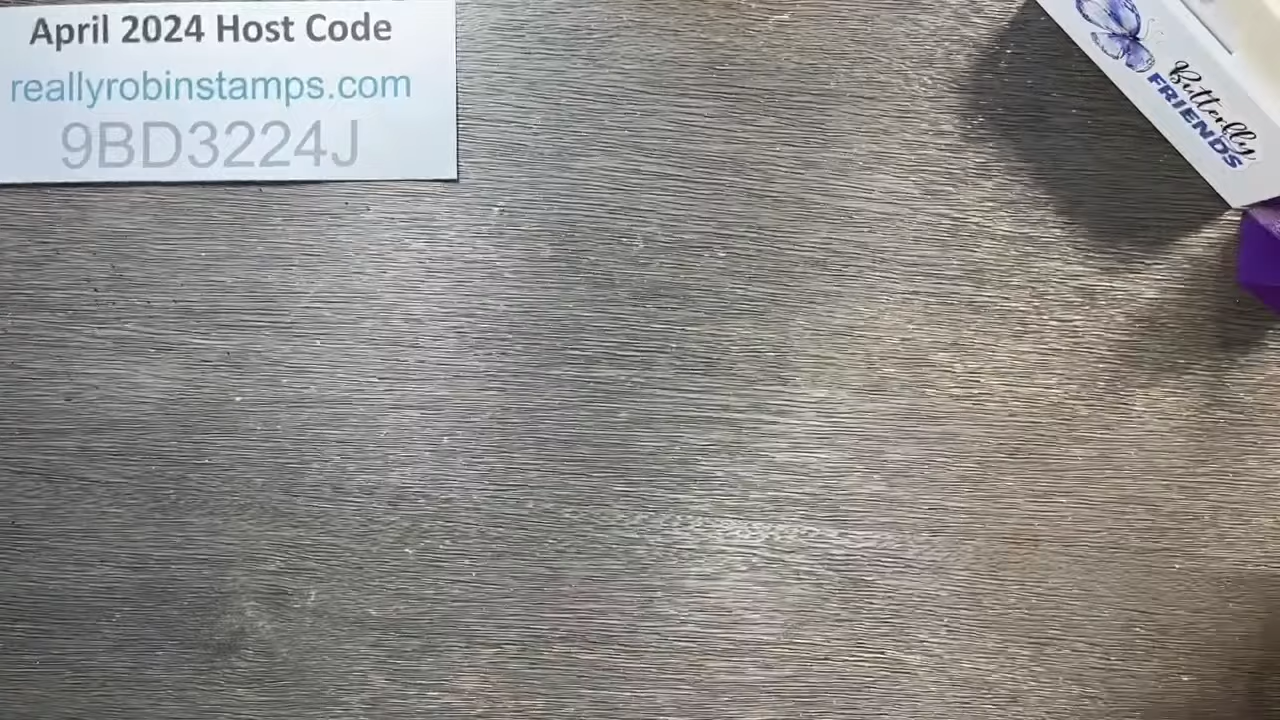 April 2024 Host Code
reallyrobinstamps.com
9BD3224J
Butterfly
FRIENDS